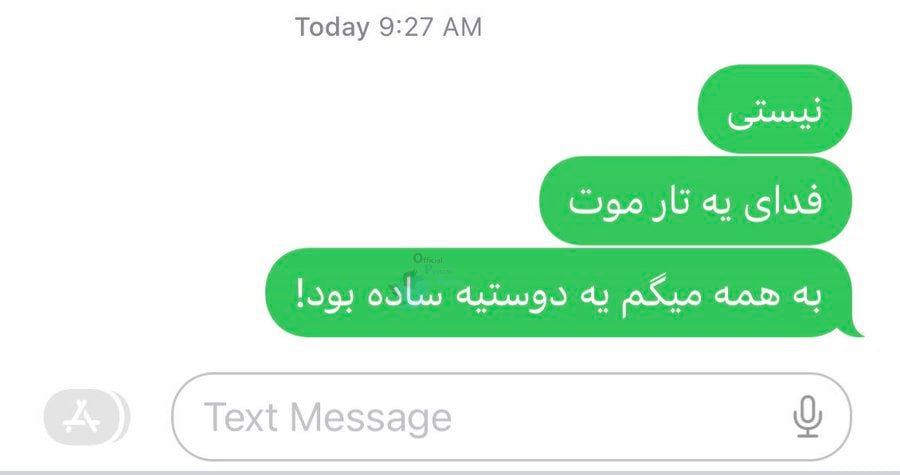 Today 9:27 AM
نیستی
فدای یه تار موت
به همه میگم یه دوستیه ساده بود!
Official
Persian
Text Message